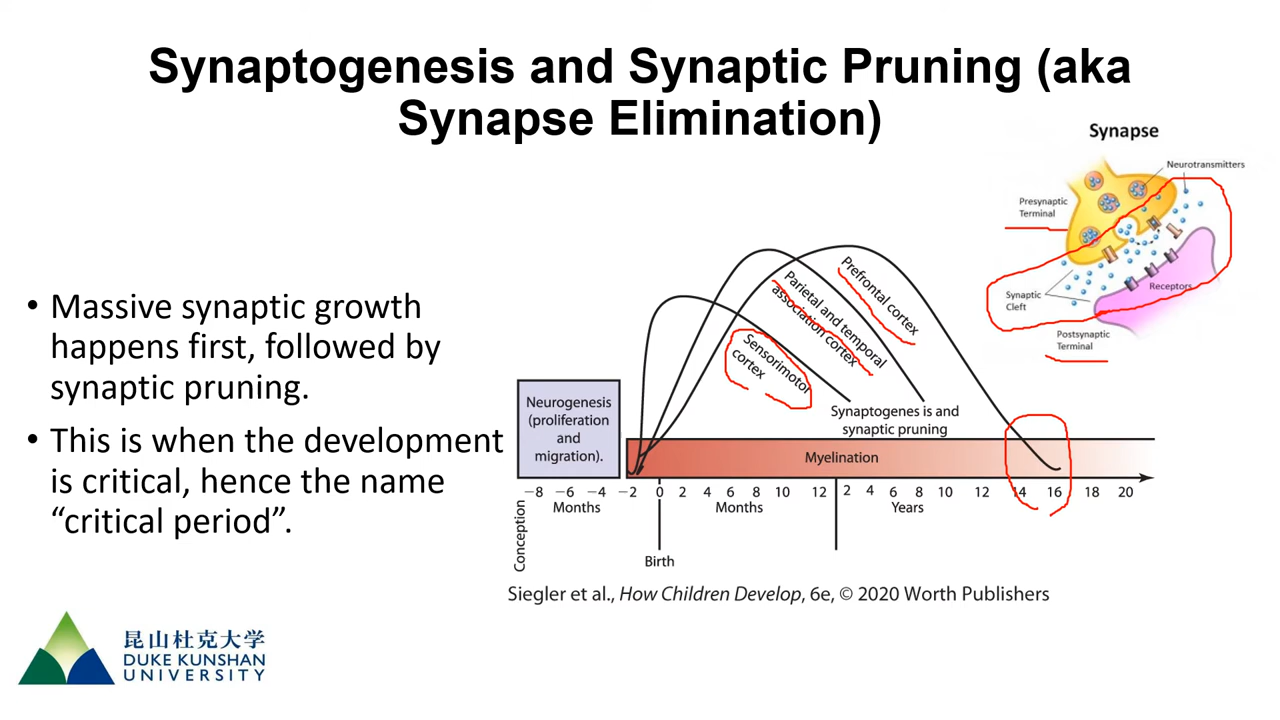 Synaptogenesis and Synaptic Pruning (aka
Synapse Elimination)
Synapse
Neurotransmitters
Presynaptic
Terminal
Synaptic
Cleft
Receptors
Postsynaptic
Terminal
• Massive synaptic growth
happens first, followed by
synaptic pruning.
• This is when the development
is critical, hence the name
“critical period”.
Prefrontal cortex
Parietal and temporal
association cortex
Sensorimotor
cortex
Neurogenesis
(proliferation
and
migration).
Synaptogenes is and
synaptic pruning
Myelination
−8 −6 −4 −2 0 2 4 6 8 10 12 2 4 6 8 10 12 14 16 18 20
Months Months Years
Conception
Birth
Siegler et al., How Children Develop, 6e, © 2020 Worth Publishers
昆山杜克大学
DUKE KUNSHAN
UNIVERSITY